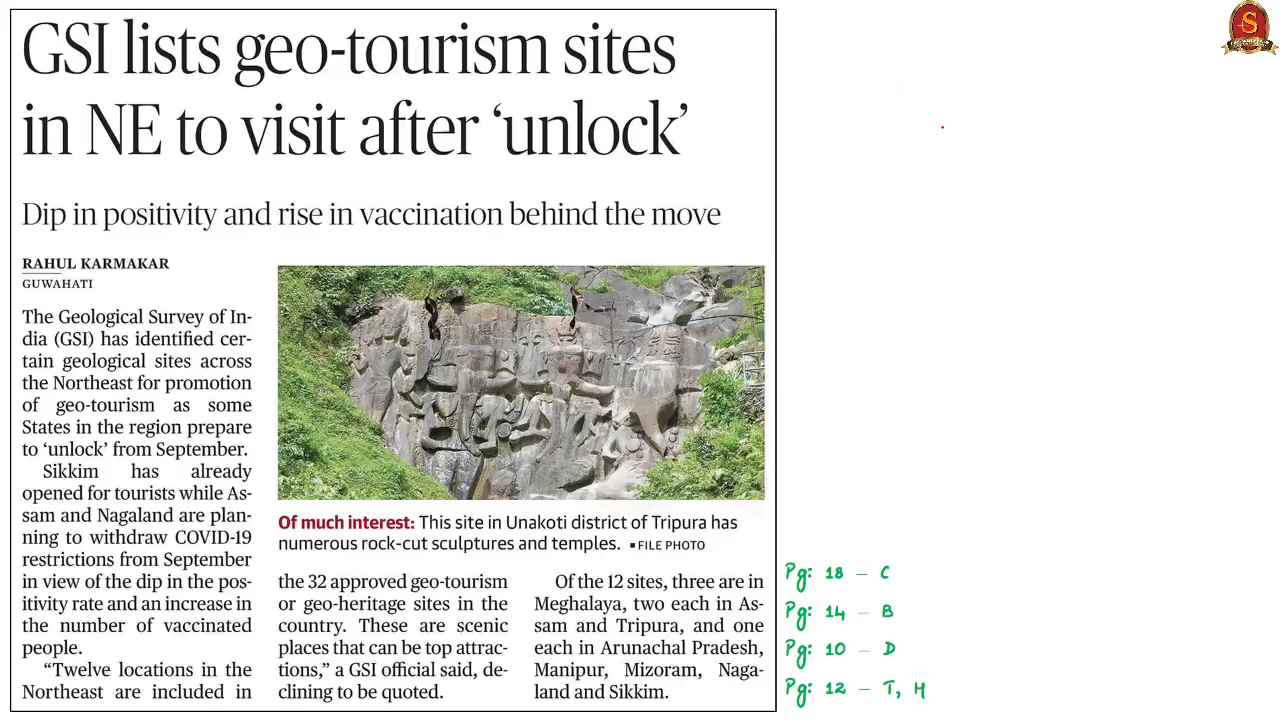 GSI lists geo-tourism sites
in NE to visit after ‘unlock’
Dip in positivity and rise in vaccination behind the move
RAHUL KARMAKAR
GUWAHATI
The Geological Survey of In-
dia (GSI) has identified cer-
tain geological sites across
the Northeast for promotion
of geo-tourism as some
States in the region prepare
to ‘unlock’ from September.
Sikkim has already
opened for tourists while As-
sam and Nagaland are plan-
ning to withdraw COVID-19
restrictions from September
in view of the dip in the pos-
itivity rate and an increase in
the number of vaccinated
people.
“Twelve locations in the
Northeast are included in
Of much interest: This site in Unakoti district of Tripura has
numerous rock-cut sculptures and temples. ▪FILE PHOTO
the 32 approved geo-tourism
or geo-heritage sites in the
country. These are scenic
places that can be top attrac-
tions,” a GSI official said, de-
clining to be quoted.
Of the 12 sites, three are in
Meghalaya, two each in As-
sam and Tripura, and one
each in Arunachal Pradesh,
Manipur, Mizoram, Naga-
land and Sikkim.
Pg: 18 – C
Pg: 14 – B
Pg: 10 – D
Pg: 12 – T, H
S